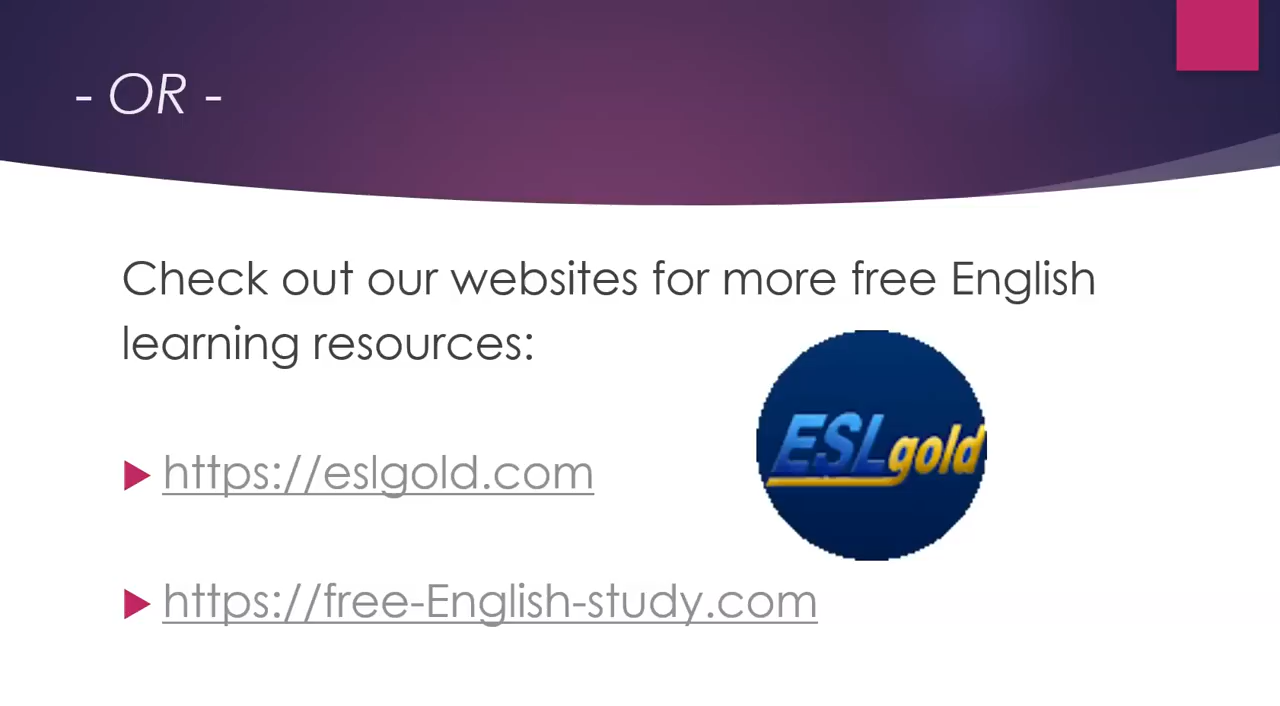 - OR -
Check out our websites for more free English
learning resources:
ESLgold
https://eslgold.com
https://free-English-study.com